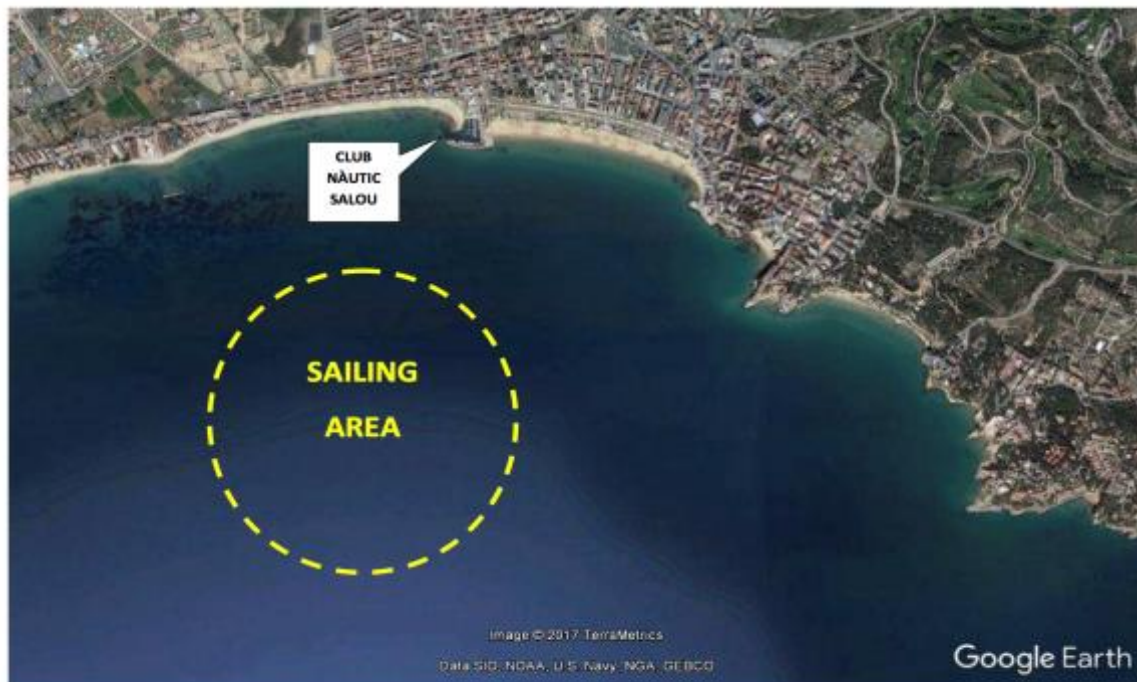 CLUB
NÀUTIC
SALOU
SAILING
AREA
Image © 2017 TerraMetrics
Data SIO, NOAA, U.S. Navy, NGA, GEBCO
Google Earth